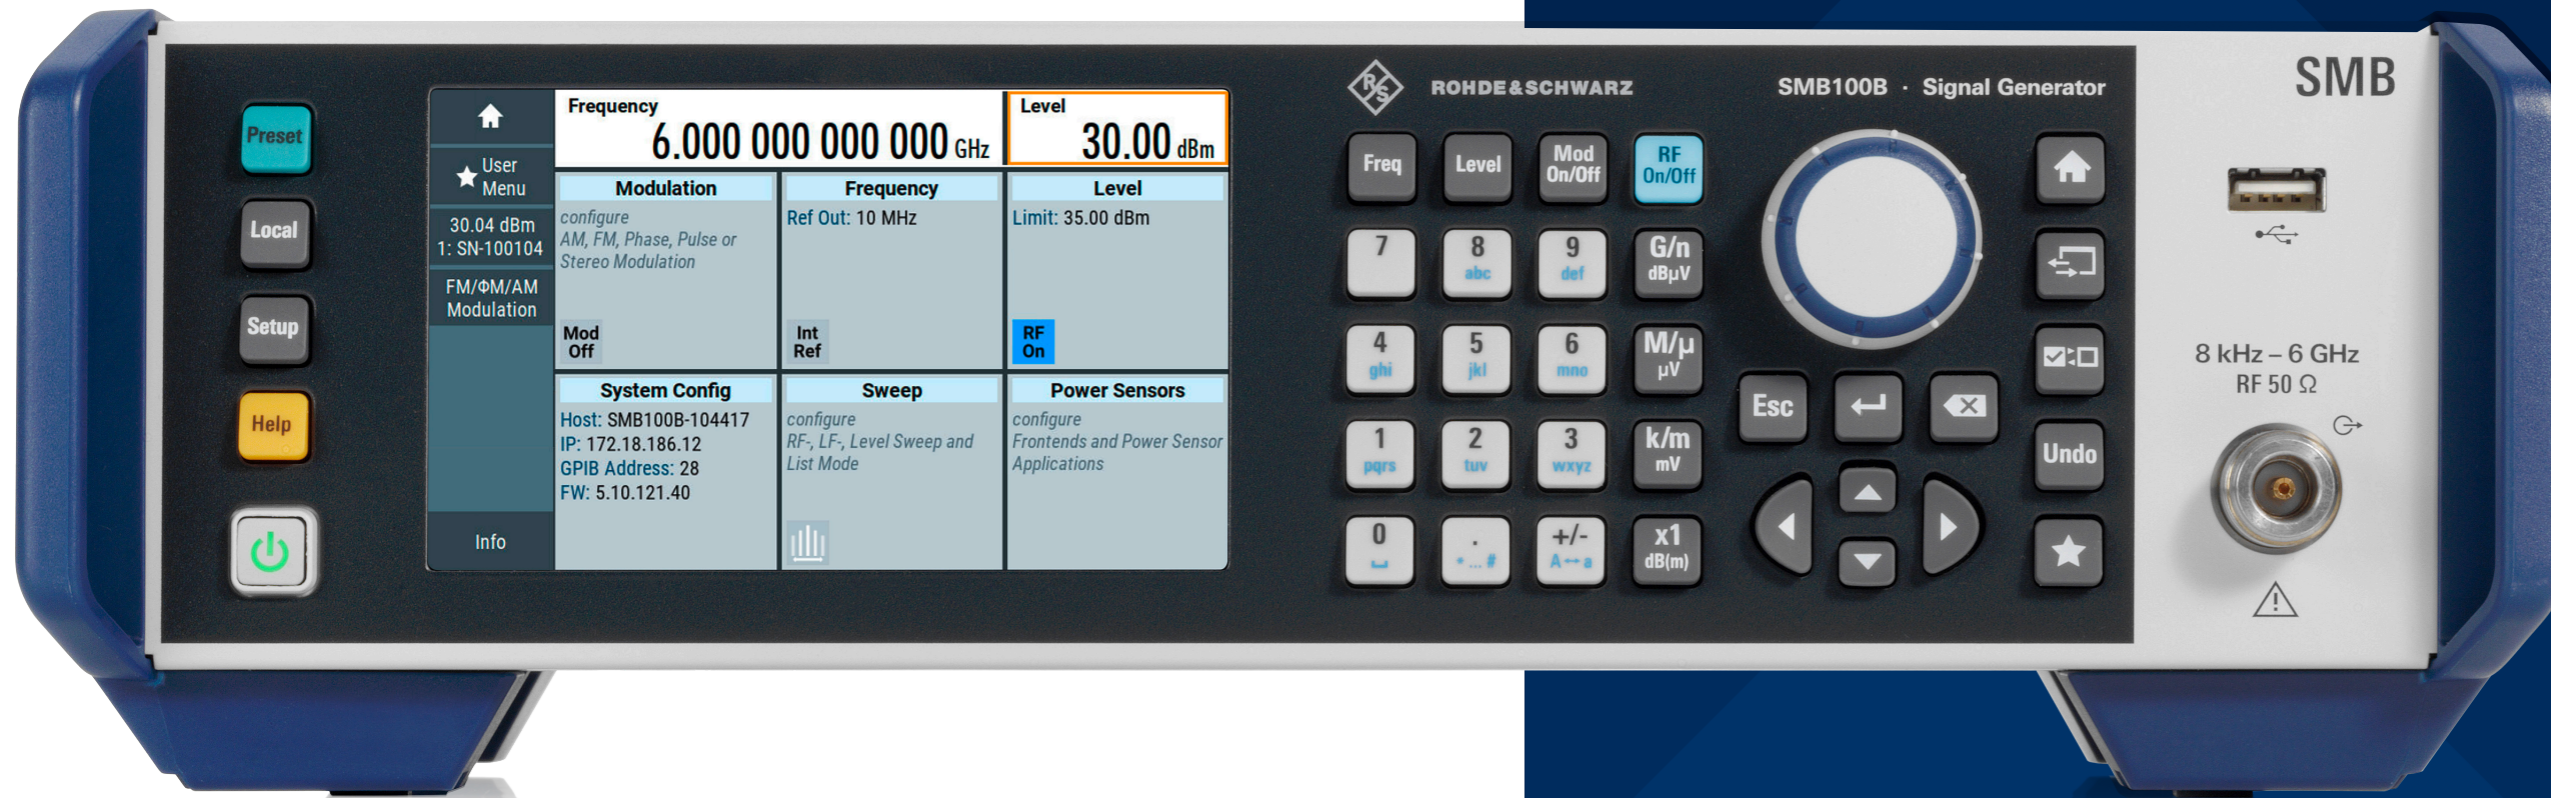 Preset
Local
Setup
Help
User
Menu
30.04 dBm
1: SN-100104
FM/ΦM/AM
Modulation
Info
Frequency
6.000 000 000 000 GHz
Level
30.00 dBm
Modulation
configure
AM, FM, Phase, Pulse or
Stereo Modulation
Mod
Off
Frequency
Ref Out: 10 MHz
Int
Ref
Level
Limit: 35.00 dBm
RF
On
System Config
Host: SMB100B-104417
IP: 172.18.186.12
GPIB Address: 28
FW: 5.10.121.40
Sweep
configure
RF-, LF-, Level Sweep and
List Mode
Power Sensors
configure
Frontends and Power Sensor
Applications
R&S
ROHDE&SCHWARZ
SMB100B · Signal Generator
Freq
Level
Mod
On/Off
RF
On/Off
7
8
abc
9
def
G/n
dBµV
4
ghi
5
jkl
6
mno
M/µ
µV
1
pqrs
2
tuv
3
wxyz
k/m
mV
0
.
* ... #
+/-
A↔a
x1
dB(m)
Esc
Undo
SMB
8 kHz – 6 GHz
RF 50 Ω